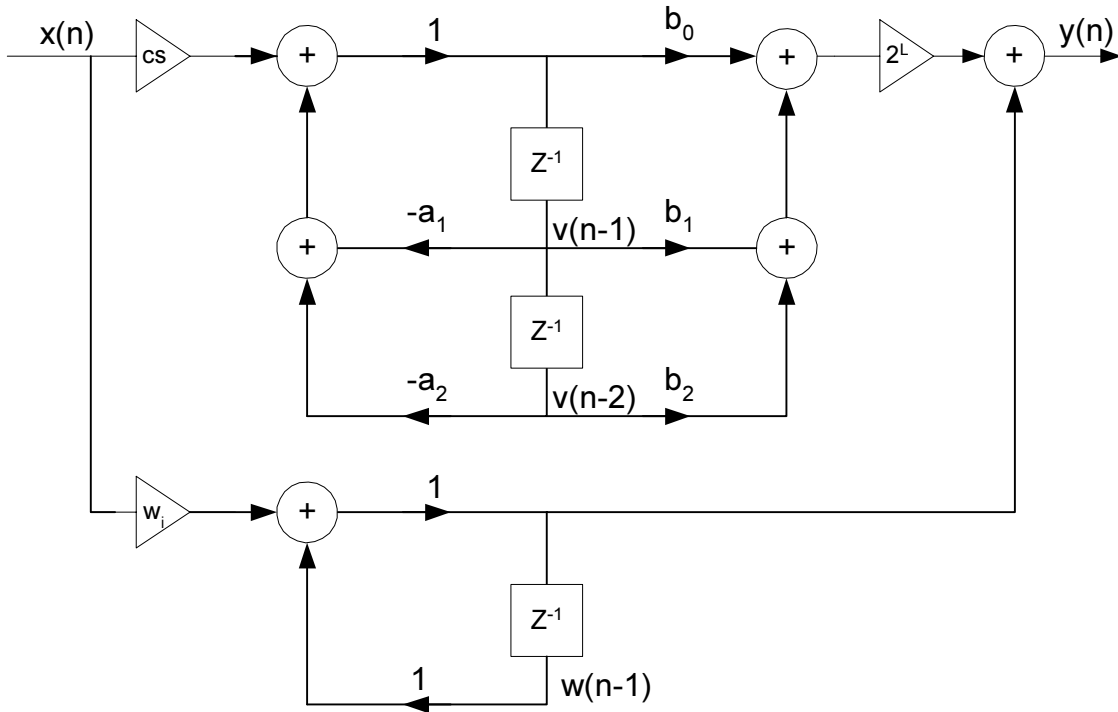 x(n)
cs
+
1
b₀
+
2ᴸ
+
y(n)
Z⁻¹
+
-a₁
v(n-1)
b₁
+
Z⁻¹
-a₂
v(n-2)
b₂
wᵢ
+
1
Z⁻¹
1
w(n-1)